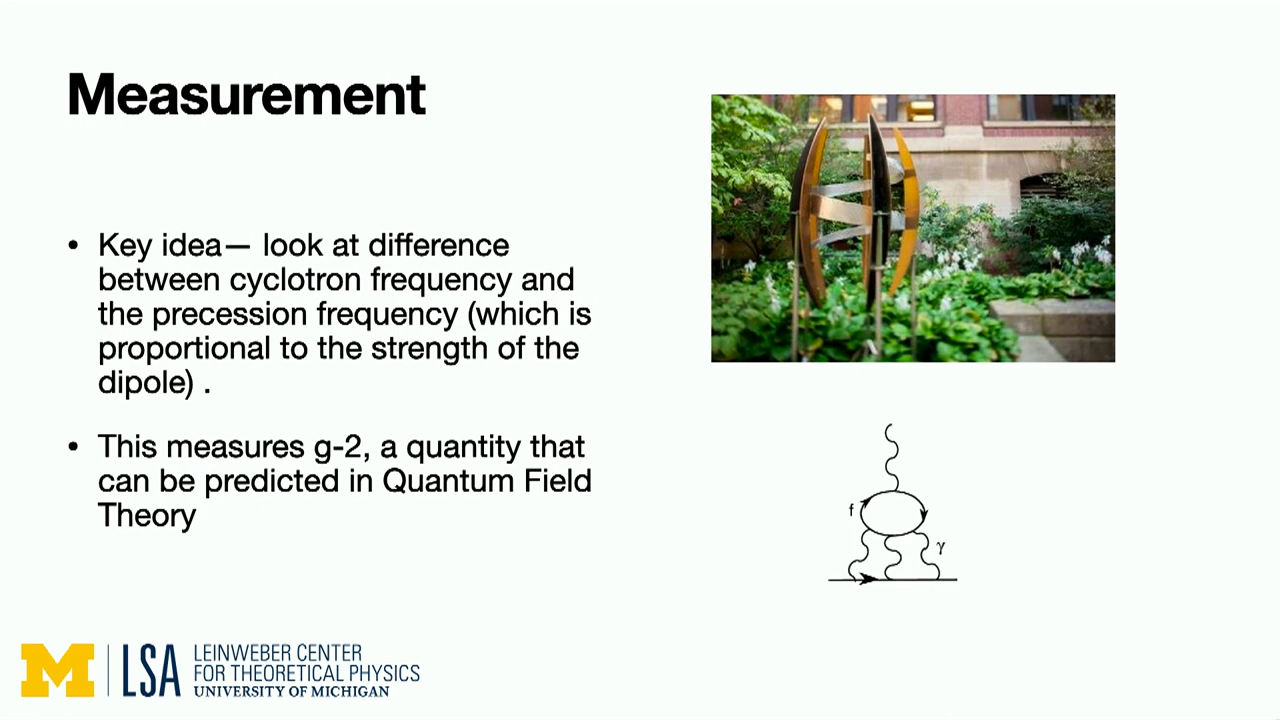 Measurement
• Key idea— look at difference
between cyclotron frequency and
the precession frequency (which is
proportional to the strength of the
dipole) .
• This measures g-2, a quantity that
can be predicted in Quantum Field
Theory
f
γ
M LSA
LEINWEBER CENTER
FOR THEORETICAL PHYSICS
UNIVERSITY OF MICHIGAN